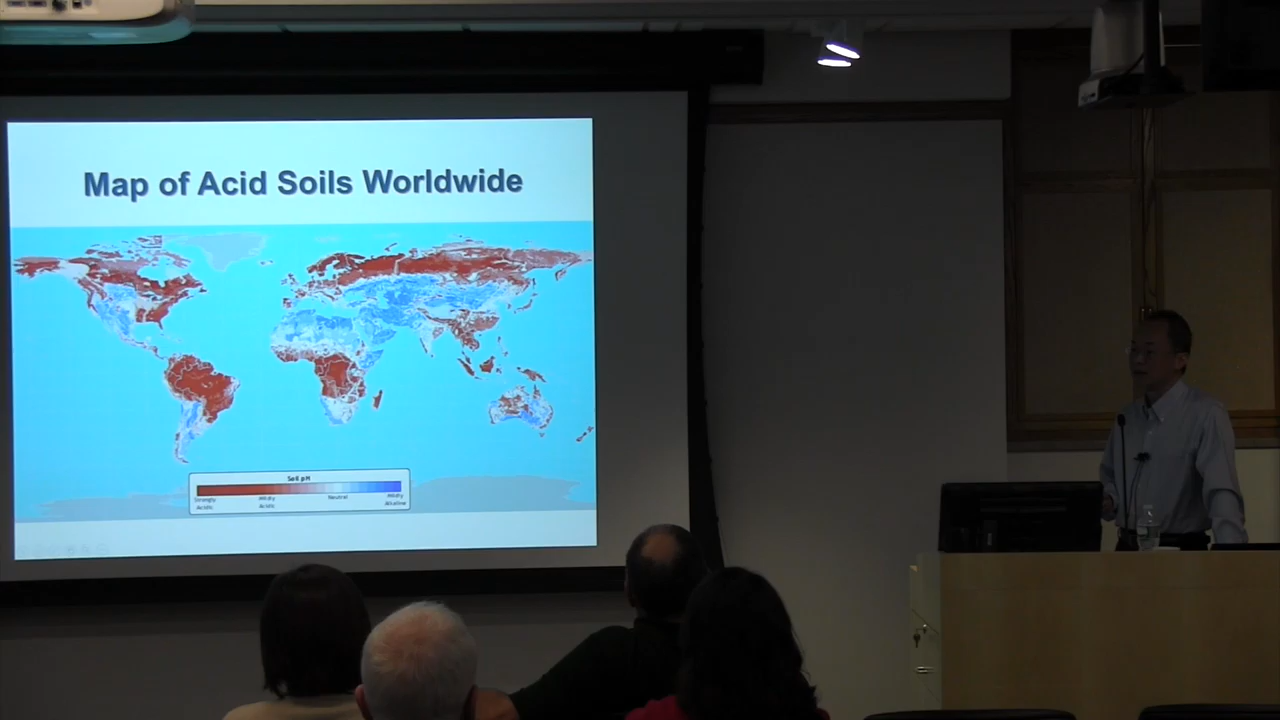 Map of Acid Soils Worldwide
Soil pH
Strongly Acidic
Mildly Acidic
Neutral
Mildly Alkaline